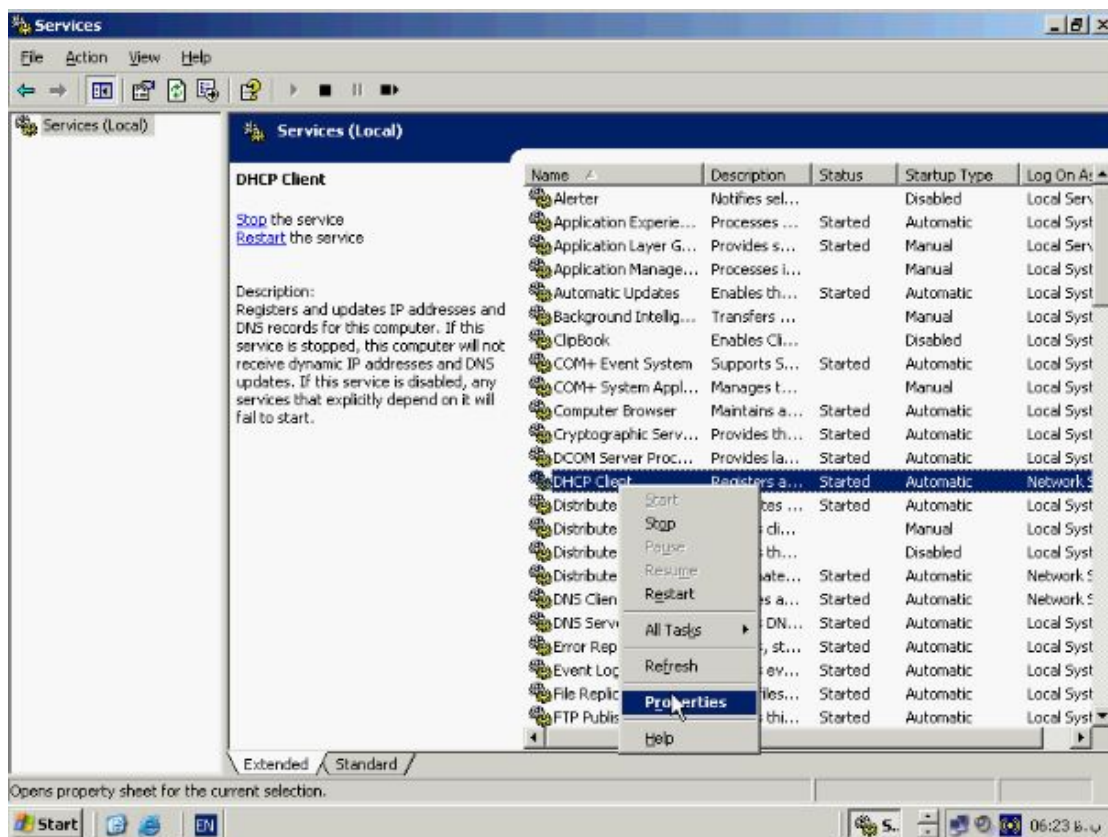 Services
File Action View Help
Services (Local)
Services (Local)
DHCP Client
Stop the service
Restart the service
Description:
Registers and updates IP addresses and
DNS records for this computer. If this
service is stopped, this computer will not
receive dynamic IP addresses and DNS
updates. If this service is disabled, any
services that explicitly depend on it will
fail to start.
Name Description Status Startup Type Log On As
Alerter Notifies sel... Disabled Local Serv
Application Experie... Processes ... Started Automatic Local Syst
Application Layer G... Provides s... Started Manual Local Serv
Application Manage... Processes i... Manual Local Syst
Automatic Updates Enables th... Started Automatic Local Syst
Background Intellig... Transfers ... Manual Local Syst
ClipBook Enables Cli... Disabled Local Syst
COM+ Event System Supports S... Started Automatic Local Syst
COM+ System Appl... Manages t... Manual Local Syst
Computer Browser Maintains a... Started Automatic Local Syst
Cryptographic Serv... Provides th... Started Automatic Local Syst
DCOM Server Proc... Provides la... Started Automatic Local Syst
DHCP Client Registers a... Started Automatic Network S
Distribute tes ... Started Automatic Local Syst
Distribute cli... Manual Local Syst
Distribute th... Disabled Local Syst
Distribute ate... Started Automatic Network S
DNS Clien es a... Started Automatic Network S
DNS Serv DN... Started Automatic Local Syst
Error Rep , st... Started Automatic Local Syst
Event Log ev... Started Automatic Local Syst
File Replic files... Started Automatic Local Syst
FTP Publis thi... Started Automatic Local Syst
Start
Stop
Pause
Resume
Restart
All Tasks
Refresh
Properties
Help
Extended Standard
Opens property sheet for the current selection.
Start EN S.. 06:23 ب.ظ